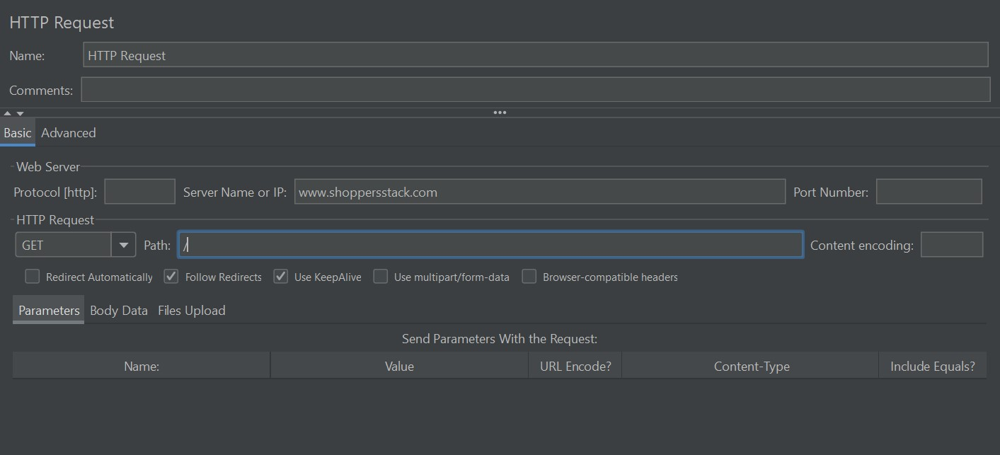 HTTP Request
Name: HTTP Request
Comments:
Basic Advanced
Web Server
Protocol [http]: Server Name or IP: www.shoppersstack.com Port Number:
HTTP Request
GET Path: / Content encoding:
Redirect Automatically Follow Redirects Use KeepAlive Use multipart/form-data Browser-compatible headers
Parameters Body Data Files Upload
Send Parameters With the Request:
Name: Value URL Encode? Content-Type Include Equals?